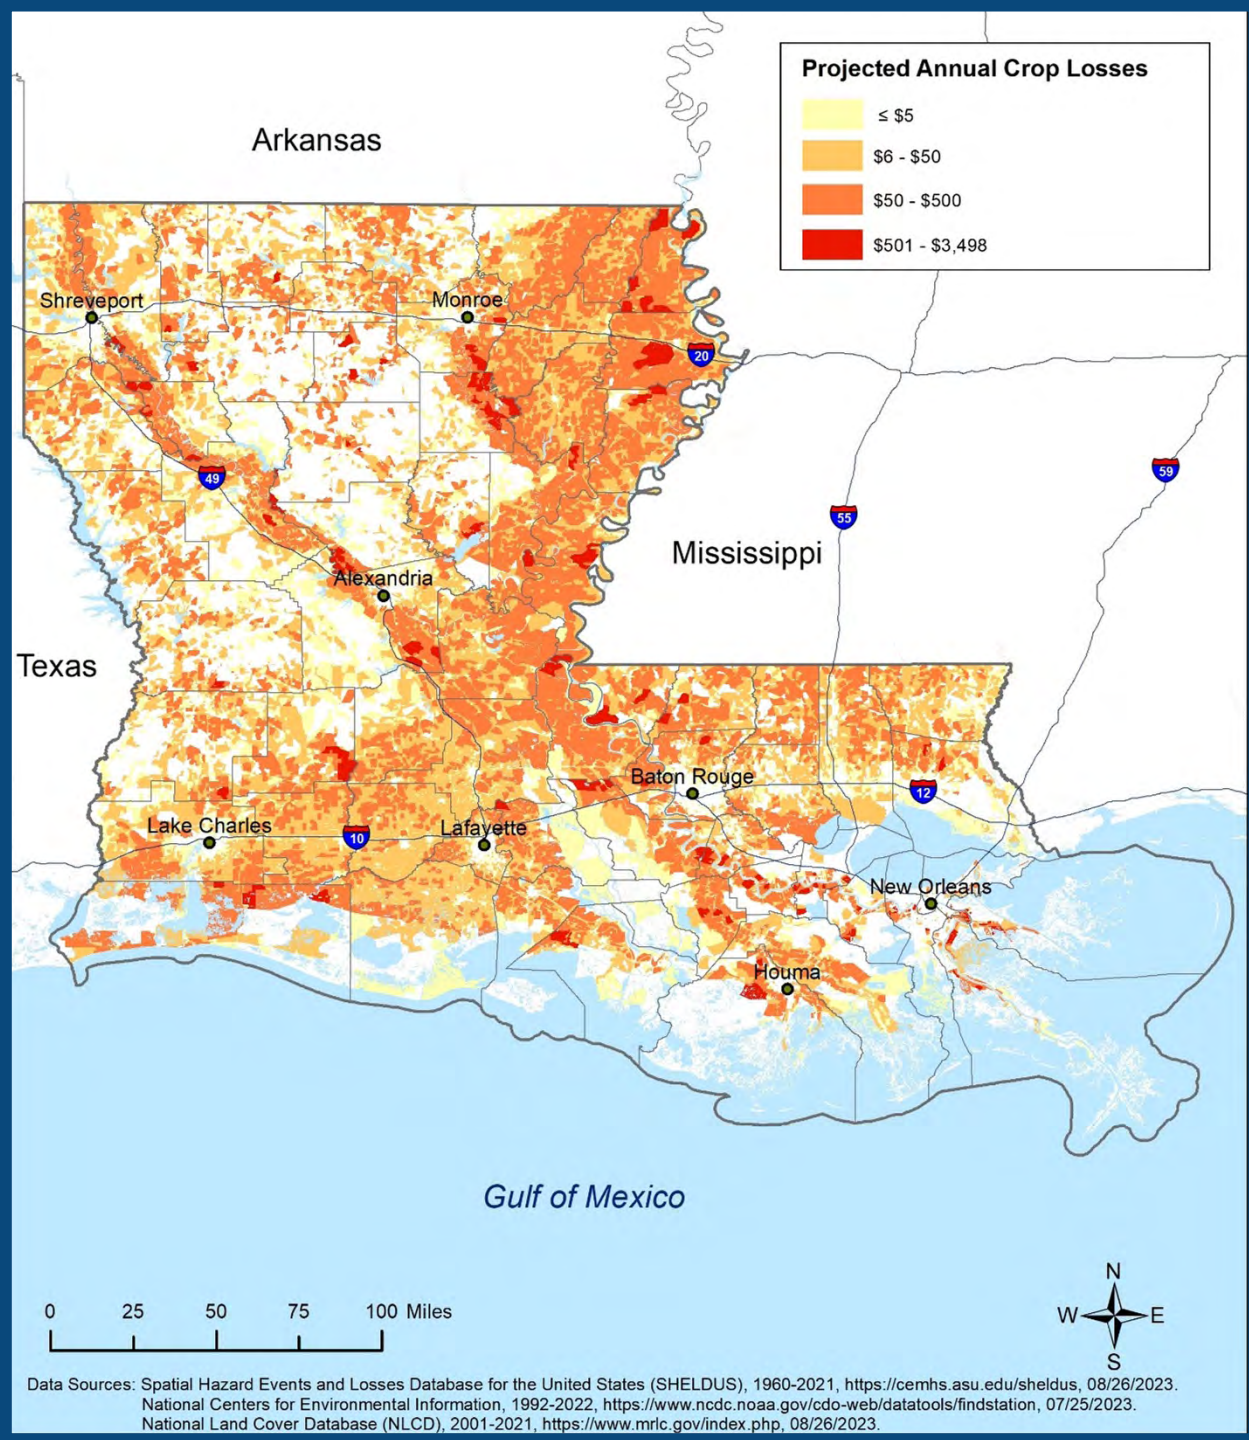 Projected Annual Crop Losses
≤ $5
$6 - $50
$50 - $500
$501 - $3,498
Arkansas
Shreveport
Monroe
20
49
59
55
Mississippi
Alexandria
Texas
Baton Rouge
12
Lake Charles
10
Lafayette
New Orleans
Houma
Gulf of Mexico
N
W E
S
0 25 50 75 100 Miles
Data Sources: Spatial Hazard Events and Losses Database for the United States (SHELDUS), 1960-2021, https://cemhs.asu.edu/sheldus, 08/26/2023.
National Centers for Environmental Information, 1992-2022, https://www.ncdc.noaa.gov/cdo-web/datatools/findstation, 07/25/2023.
National Land Cover Database (NLCD), 2001-2021, https://www.mrlc.gov/index.php, 08/26/2023.